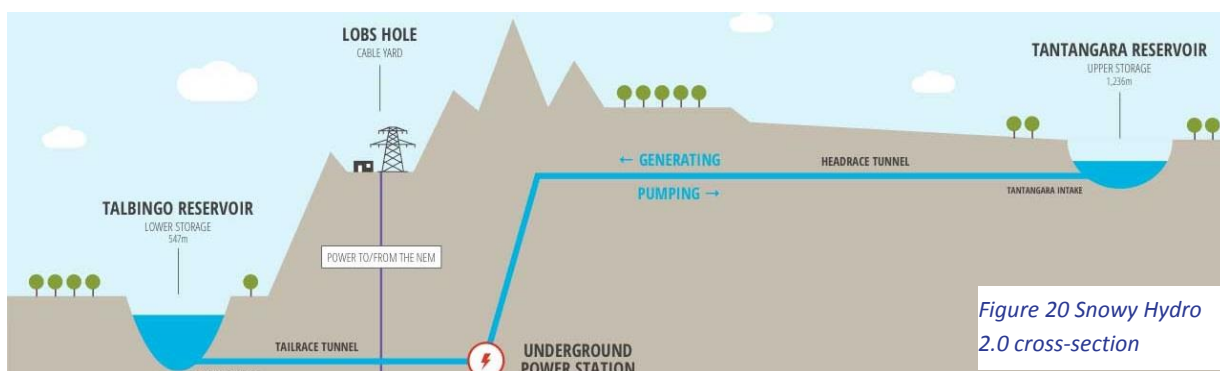 LOBS HOLE
CABLE YARD
TANTANGARA RESERVOIR
UPPER STORAGE
1,236m
← GENERATING
HEADRACE TUNNEL
PUMPING →
TANTANGARA INTAKE
TALBINGO RESERVOIR
LOWER STORAGE
547m
POWER TO/FROM THE NEM
TAILRACE TUNNEL
UNDERGROUND
POWER STATION
Figure 20 Snowy Hydro
2.0 cross-section